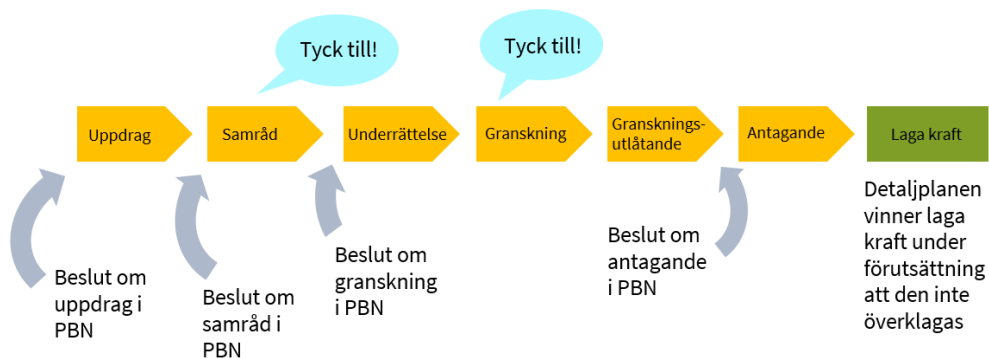 Tyck till!
Tyck till!
Uppdrag
Samråd
Underrättelse
Granskning
Gransknings-
utlåtande
Antagande
Laga kraft
Beslut om
uppdrag i
PBN
Beslut om
samråd i
PBN
Beslut om
granskning
i PBN
Beslut om
antagande
i PBN
Detaljplanen
vinner laga
kraft under
förutsättning
att den inte
överklagas